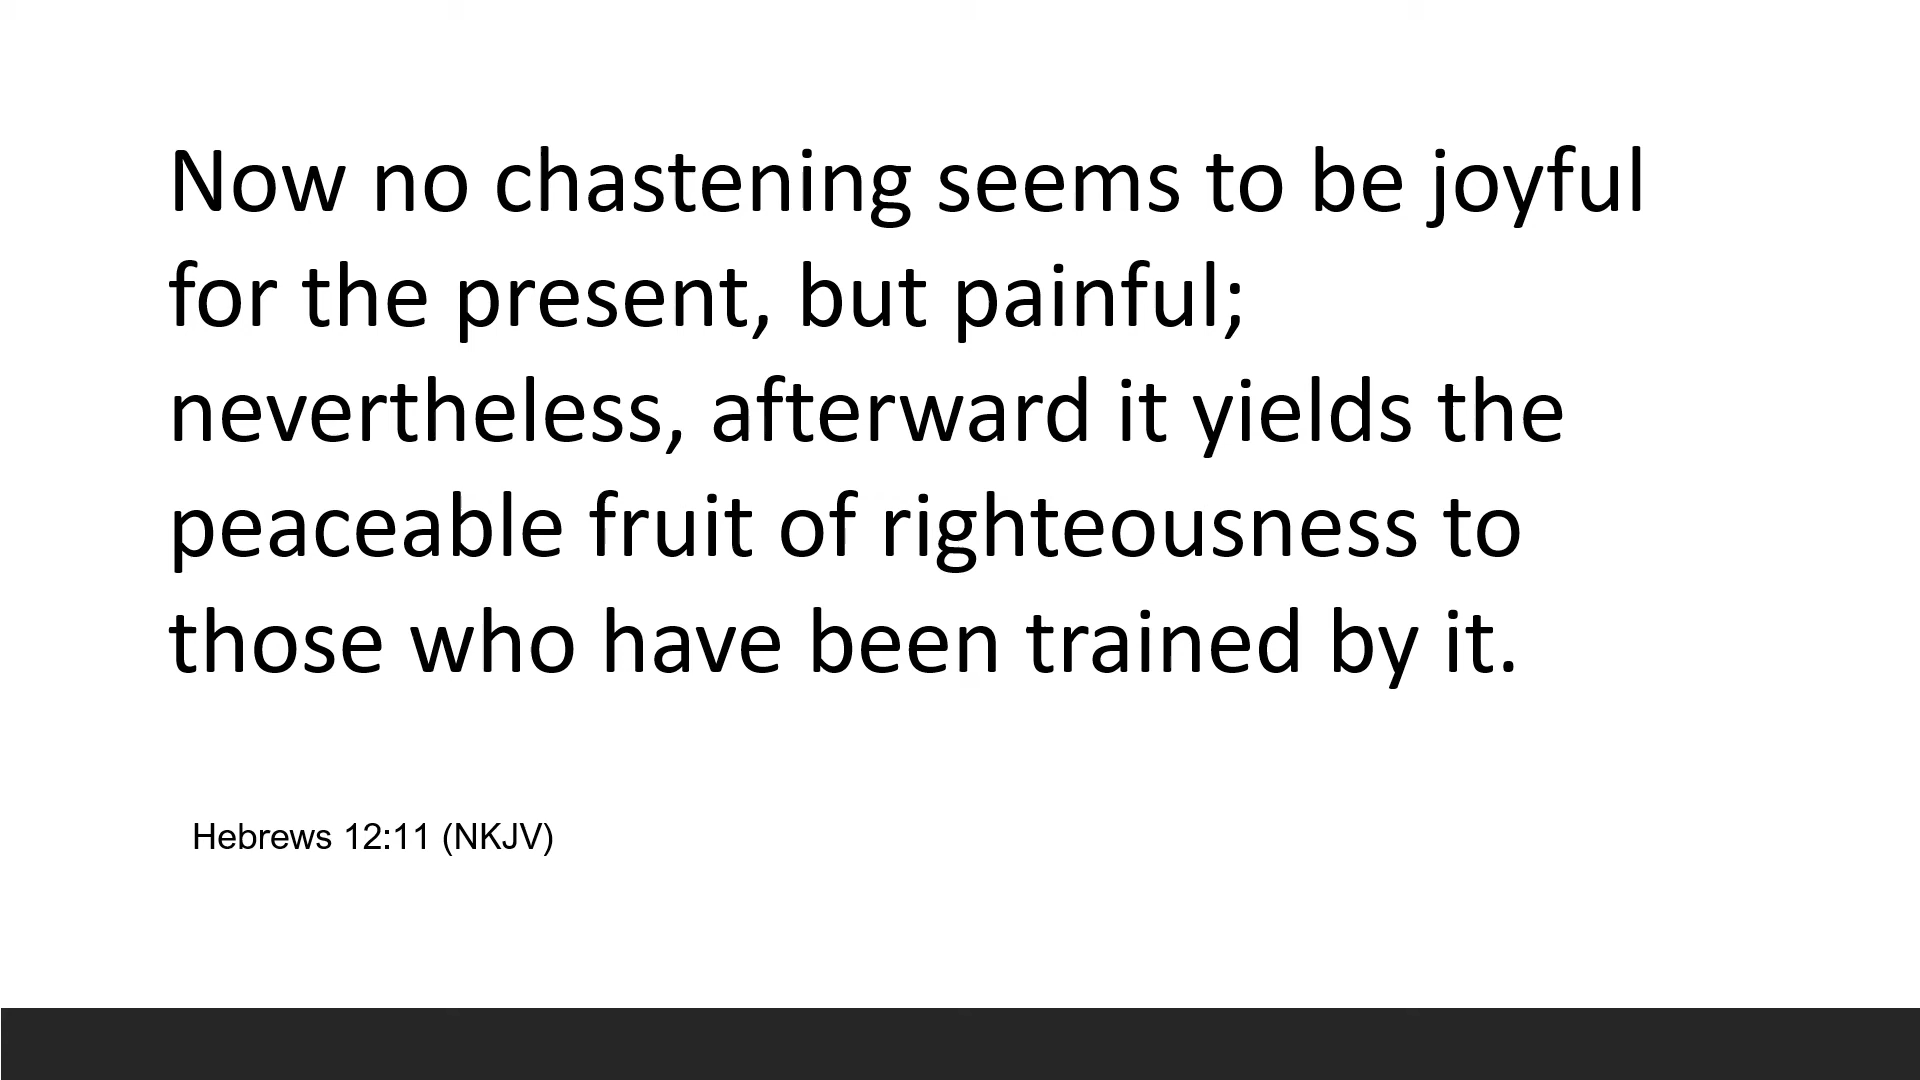 Now no chastening seems to be joyful
for the present, but painful;
nevertheless, afterward it yields the
peaceable fruit of righteousness to
those who have been trained by it.
Hebrews 12:11 (NKJV)